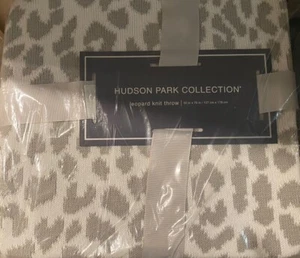 HUDSON PARK COLLECTION®
leopard knit throw